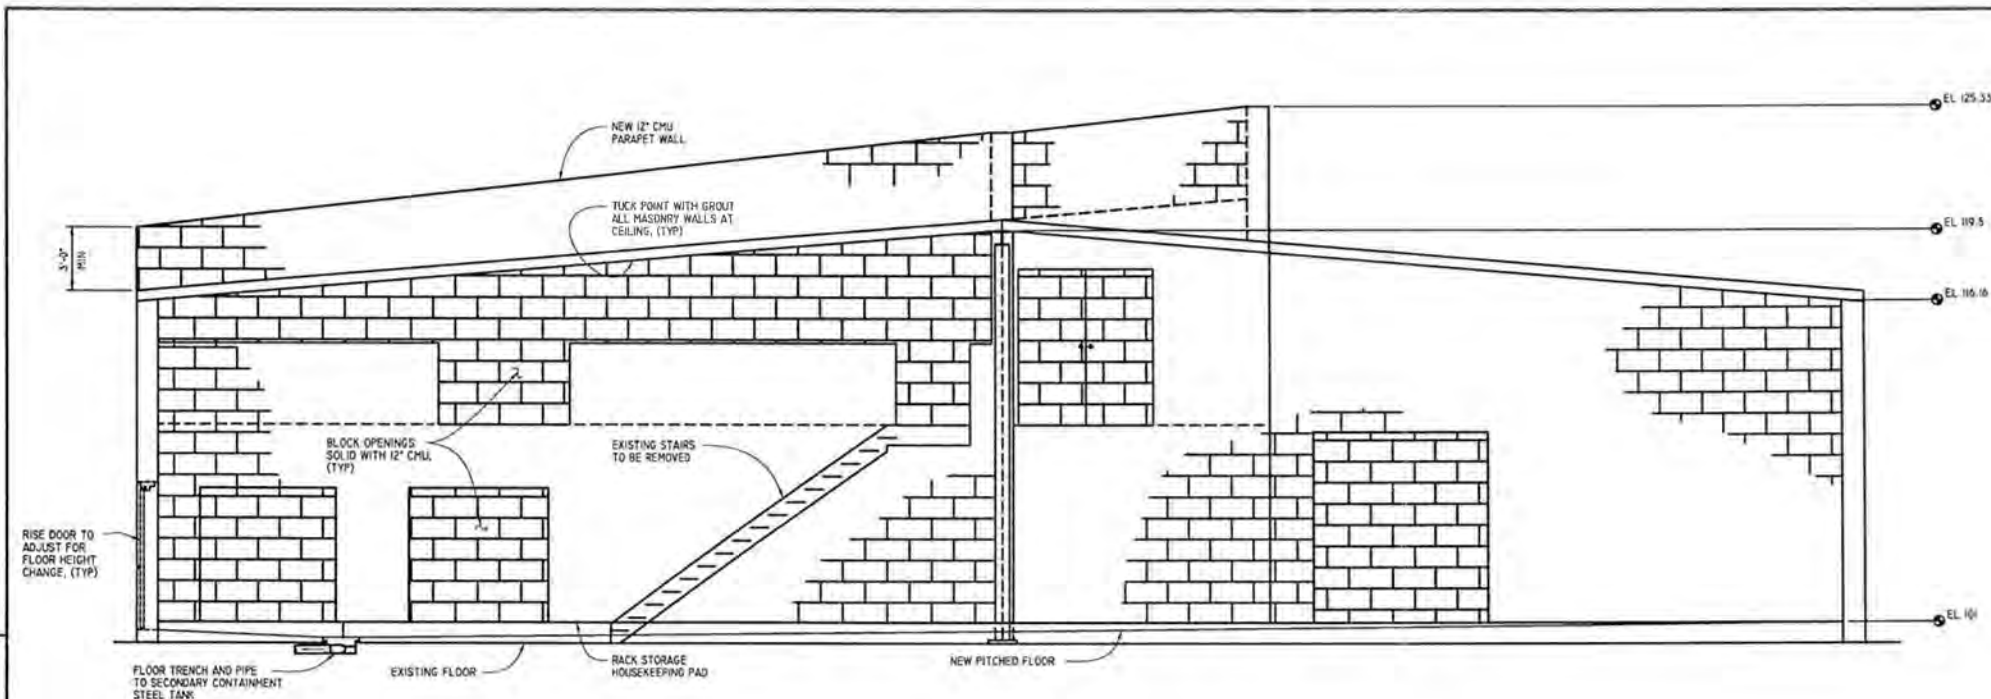 EL 125.33
NEW 12" CMU
PARAPET WALL
TUCK POINT WITH GROUT
ALL MASONRY WALLS AT
CEILING, (TYP)
EL 119.5
3'-0"
MIN
EL 116.16
BLOCK OPENINGS
SOLID WITH 12" CMU,
(TYP)
EXISTING STAIRS
TO BE REMOVED
RISE DOOR TO
ADJUST FOR
FLOOR HEIGHT
CHANGE, (TYP)
EL 101
FLOOR TRENCH AND PIPE
TO SECONDARY CONTAINMENT
STEEL TANK
EXISTING FLOOR
RACK STORAGE
HOUSEKEEPING PAD
NEW PITCHED FLOOR